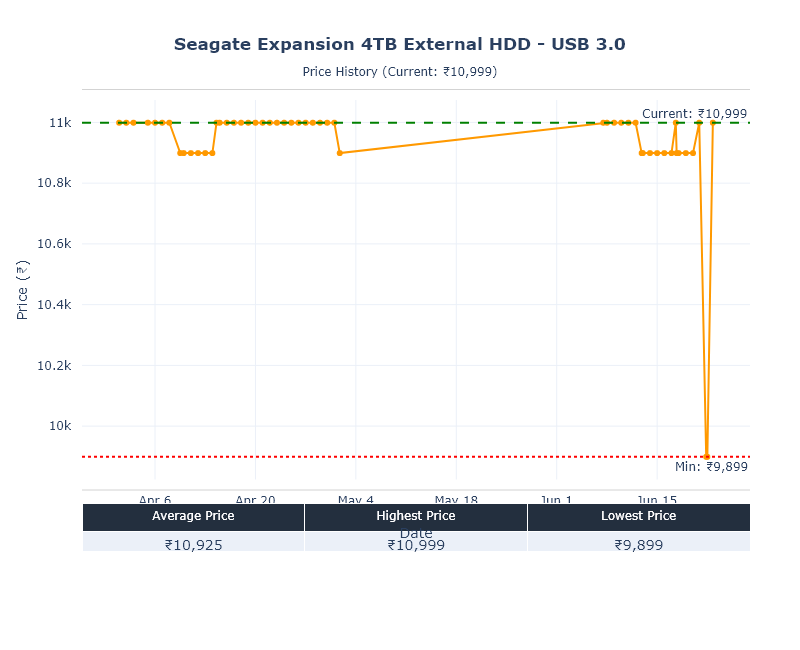 Seagate Expansion 4TB External HDD - USB 3.0
Price History (Current: ₹10,999)
Current: ₹10,999
11k
10.8k
10.6k
10.4k
10.2k
10k
Price (₹)
Min: ₹9,899
Apr 6 Apr 20 May 4 May 18 Jun 1 Jun 15
Date
Average Price Highest Price Lowest Price
₹10,925 ₹10,999 ₹9,899